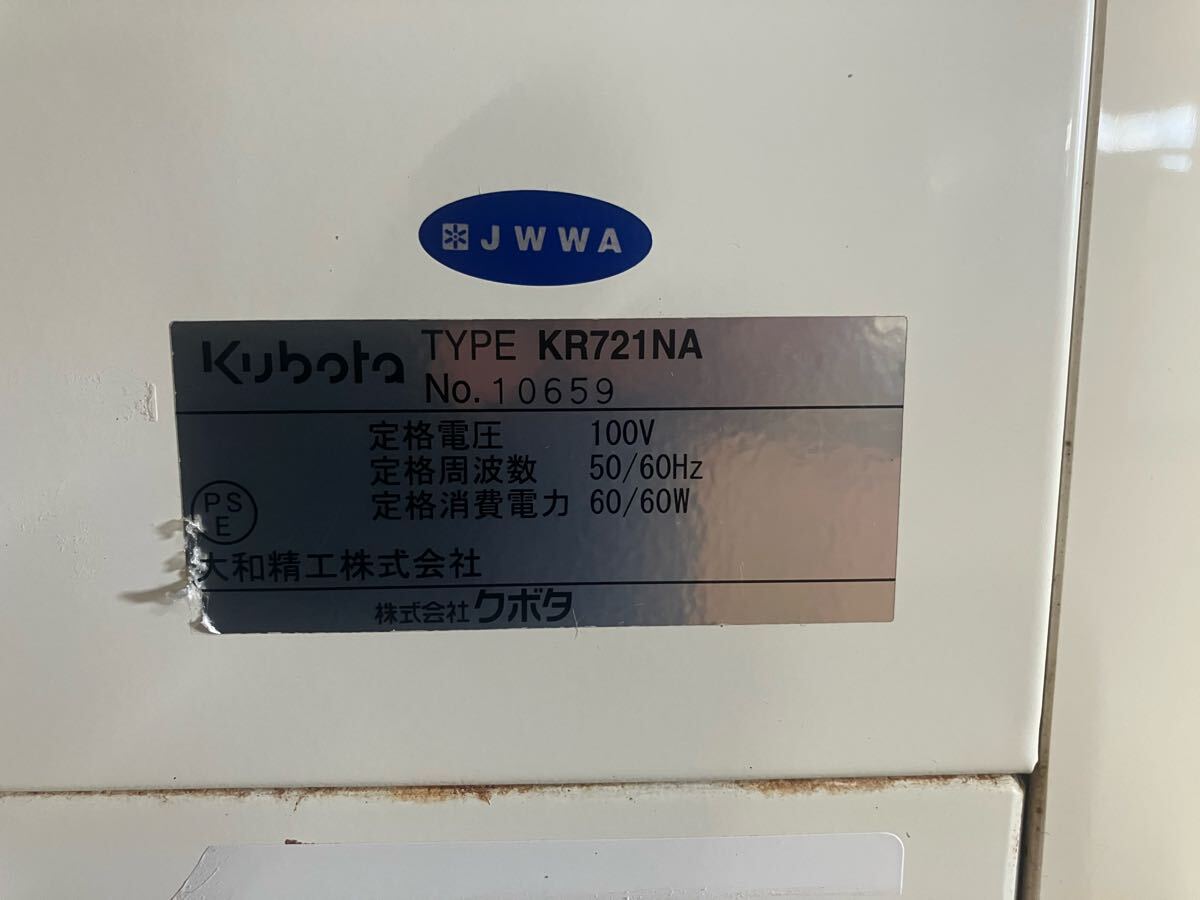 JWWA
Kubota TYPE KR721NA
No. 10659
定格電圧 100V
定格周波数 50/60Hz
定格消費電力 60/60W
PS
E
大和精工株式会社
株式会社クボタ